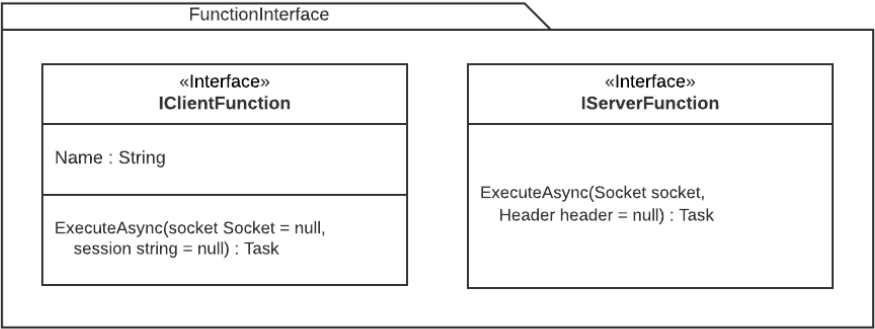 FunctionInterface
«Interface»
IClientFunction
Name : String
ExecuteAsync(socket Socket = null,
session string = null) : Task
«Interface»
IServerFunction
ExecuteAsync(Socket socket,
Header header = null) : Task